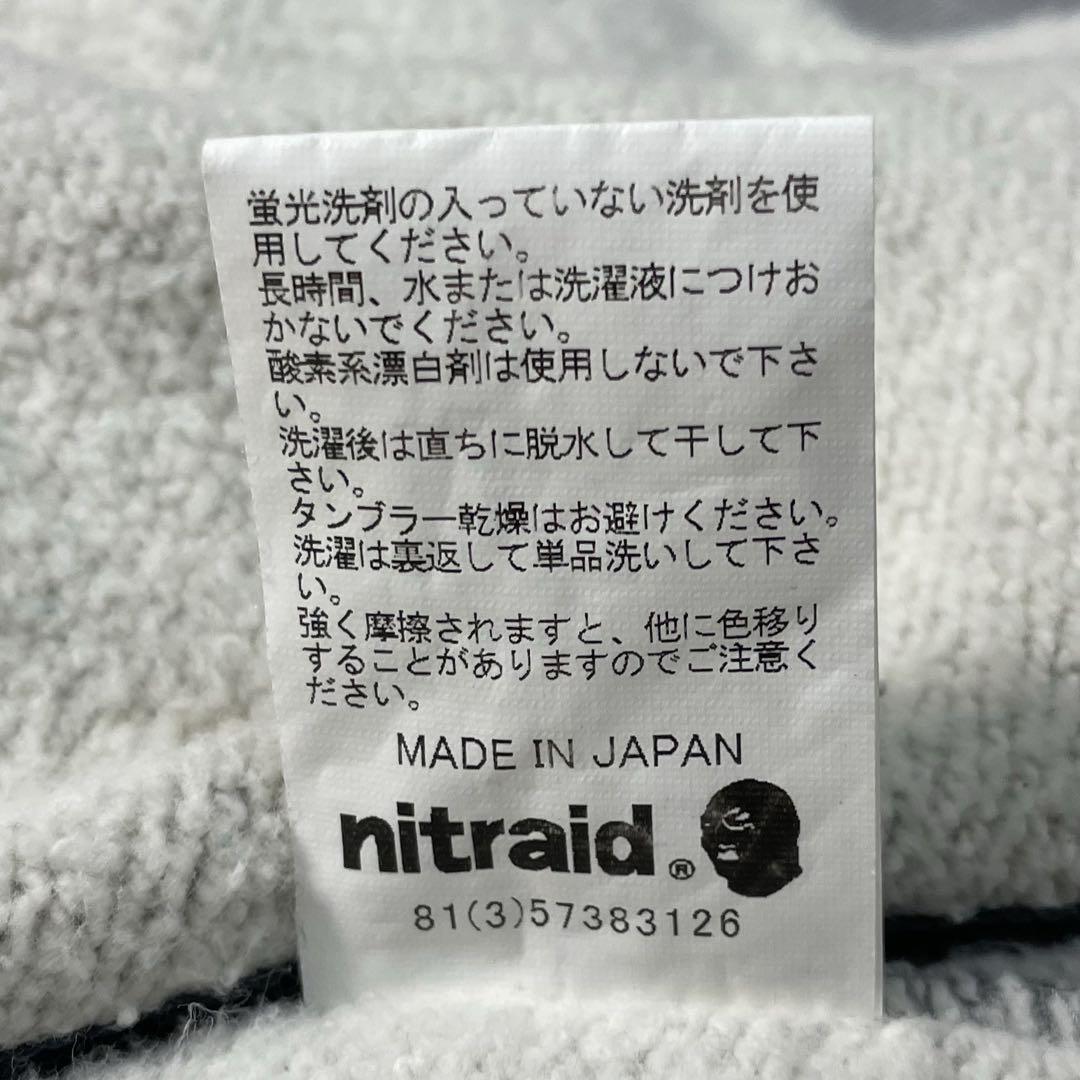 蛍光洗剤の入っていない洗剤を使
用してください。
長時間、水または洗濯液につけお
かないでください。
酸素系漂白剤は使用しないで下さ
い。
洗濯後は直ちに脱水して干して下
さい。
タンブラー乾燥はお避けください。
洗濯は裏返して単品洗いして下さ
い。
強く摩擦されますと、他に色移り
することがありますのでご注意く
ださい。
MADE IN JAPAN
nitraid®
81(3)57383126